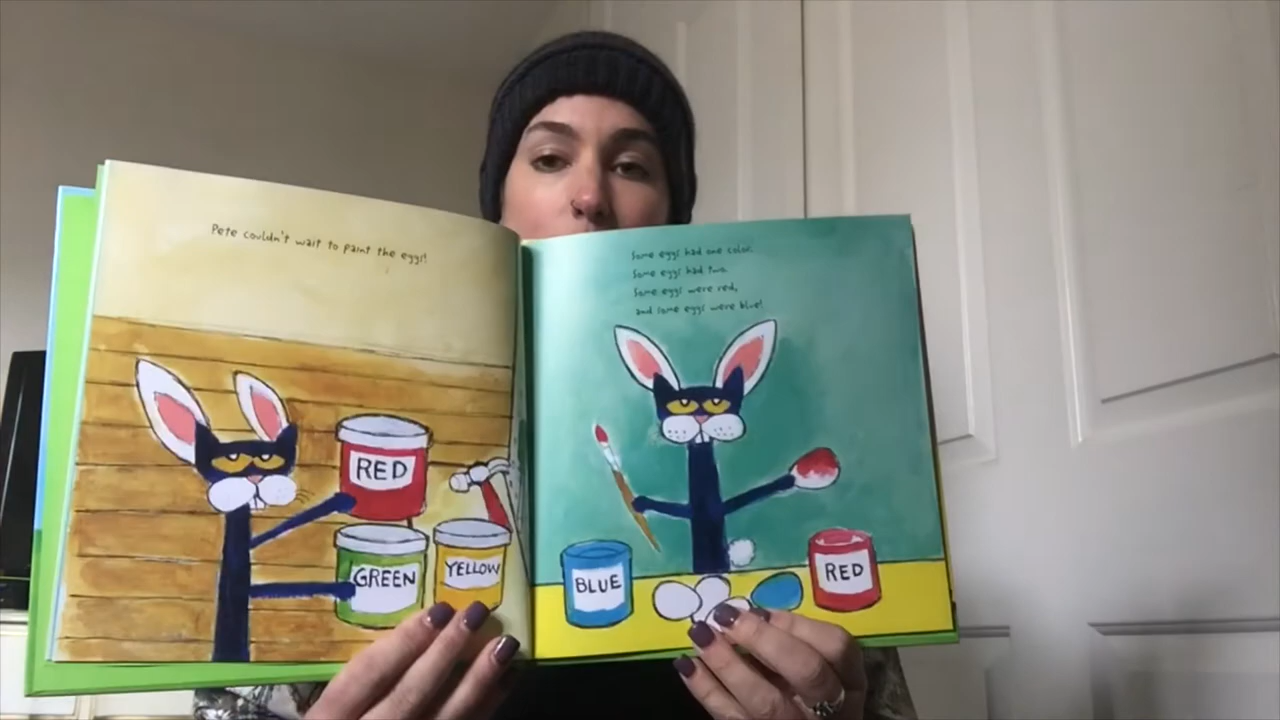 Pete couldn't wait to paint the eggs!
RED
GREEN
YELLOW
Some eggs had one color.
Some eggs had two.
Some eggs were red,
and some eggs were blue!
BLUE
RED